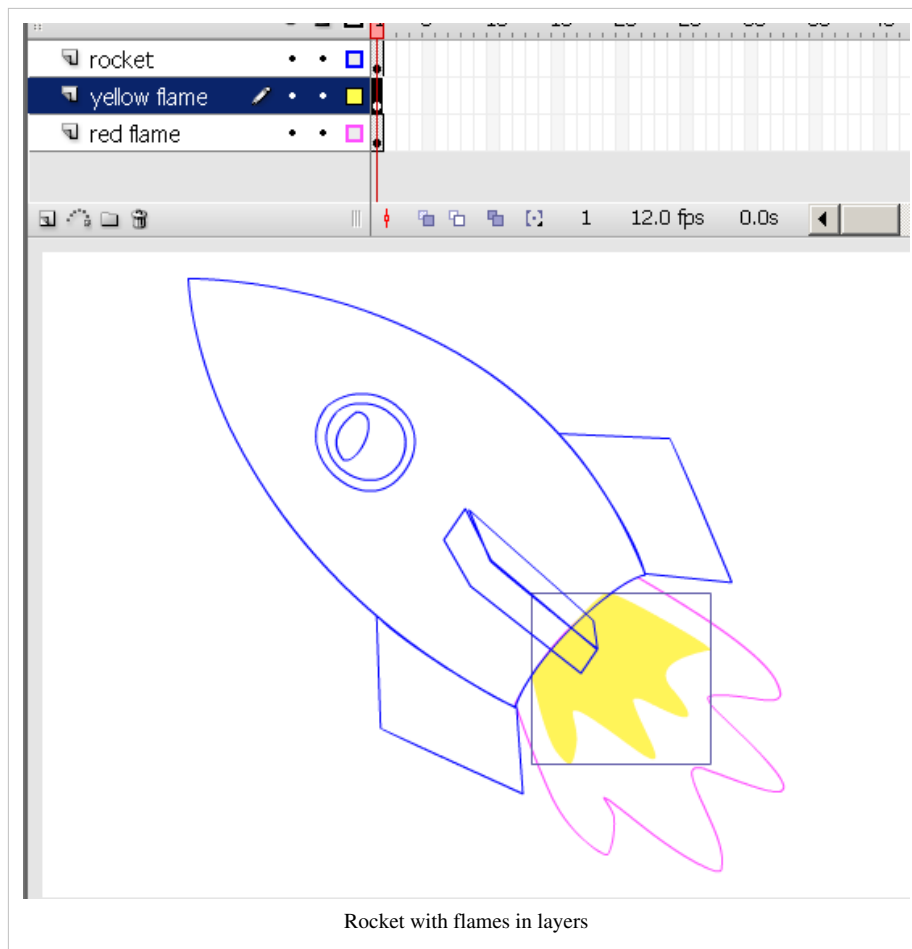 rocket
yellow flame
red flame
1 12.0 fps 0.0s
Rocket with flames in layers